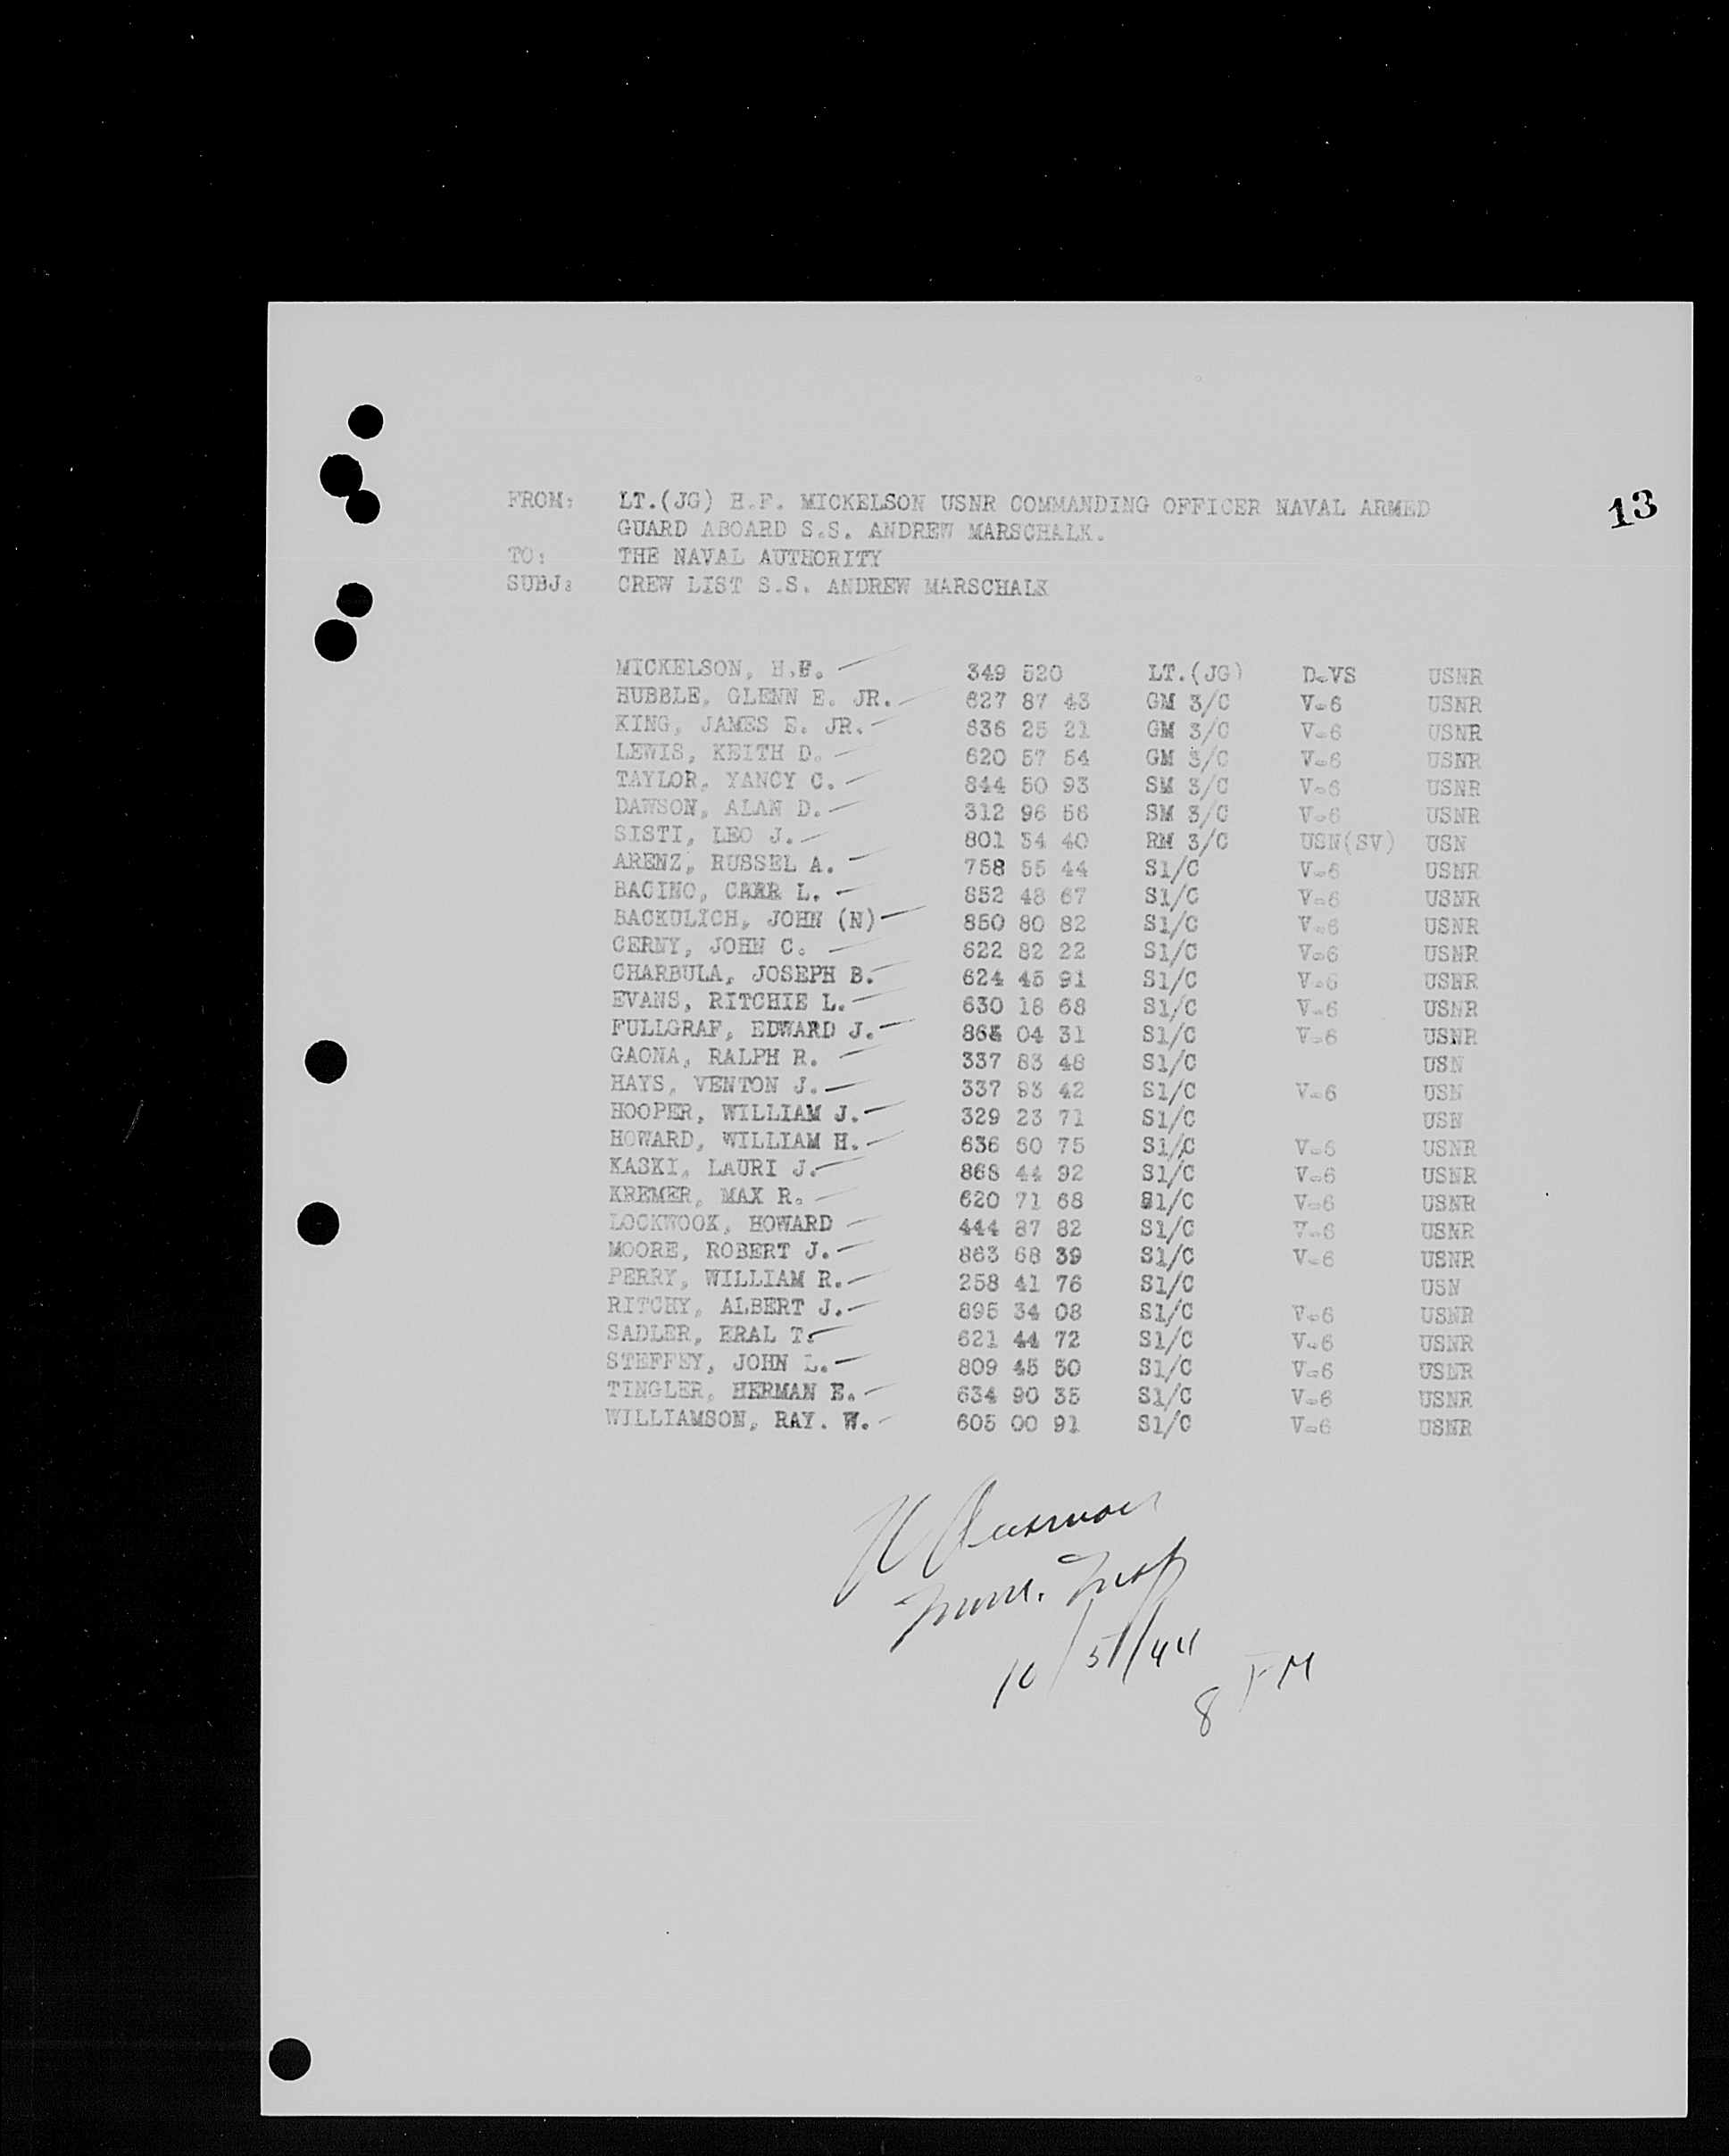 13
FROM: LT.(JG) H.F. MICKELSON USNR COMMANDING OFFICER NAVAL ARMED
GUARD ABOARD S.S. ANDREW MARSCHALK.
TO: THE NAVAL AUTHORITY
SUBJ: CREW LIST S.S. ANDREW MARSCHALK
MICKELSON, H.F. 349 520 LT.(JG) D-VS USNR
HUBBLE, GLENN E. JR. 627 87 43 GM 3/C V-6 USNR
KING, JAMES E. JR. 836 25 21 GM 3/C V-6 USNR
LEWIS, KEITH D. 620 57 54 GM 3/C V-6 USNR
TAYLOR, YANCY C. 844 50 93 SM 3/C V-6 USNR
DAWSON, ALAN D. 312 96 56 SM 3/C V-6 USNR
SISTI, LEO J. 801 34 40 RM 3/C USN(SV) USN
ARENZ, RUSSEL A. 758 55 44 S1/C V-6 USNR
BACINO, CARR L. 852 48 67 S1/C V-6 USNR
BACKULICH, JOHN (N) 850 80 82 S1/C V-6 USNR
CERNY, JOHN C. 622 82 22 S1/C V-6 USNR
CHARBULA, JOSEPH B. 624 45 91 S1/C V-6 USNR
EVANS, RITCHIE L. 630 18 68 S1/C V-6 USNR
FULLGRAF, EDWARD J. 865 04 31 S1/C V-6 USNR
GAONA, RALPH R. 337 83 48 S1/C USN
HAYS, VENTON J. 337 83 42 S1/C V-6 USN
HOOPER, WILLIAM J. 329 23 71 S1/C USN
HOWARD, WILLIAM H. 636 60 75 S1/C V-6 USNR
KASKI, LAURI J. 868 44 92 S1/C V-6 USNR
KREMER, MAX R. 620 71 68 S1/C V-6 USNR
LOCKWOOK, HOWARD 444 87 82 S1/C V-6 USNR
MOORE, ROBERT J. 863 68 39 S1/C V-6 USNR
PERRY, WILLIAM R. 258 41 76 S1/C USN
RITCHY, ALBERT J. 895 34 08 S1/C V-6 USNR
SADLER, ERAL T. 621 44 72 S1/C V-6 USNR
STEFFEY, JOHN L. 809 45 50 S1/C V-6 USNR
TINGLER, HERMAN E. 634 90 35 S1/C V-6 USNR
WILLIAMSON, RAY. W. 605 00 91 S1/C V-6 USNR
Imm. Insp
10/31/44
8 PM